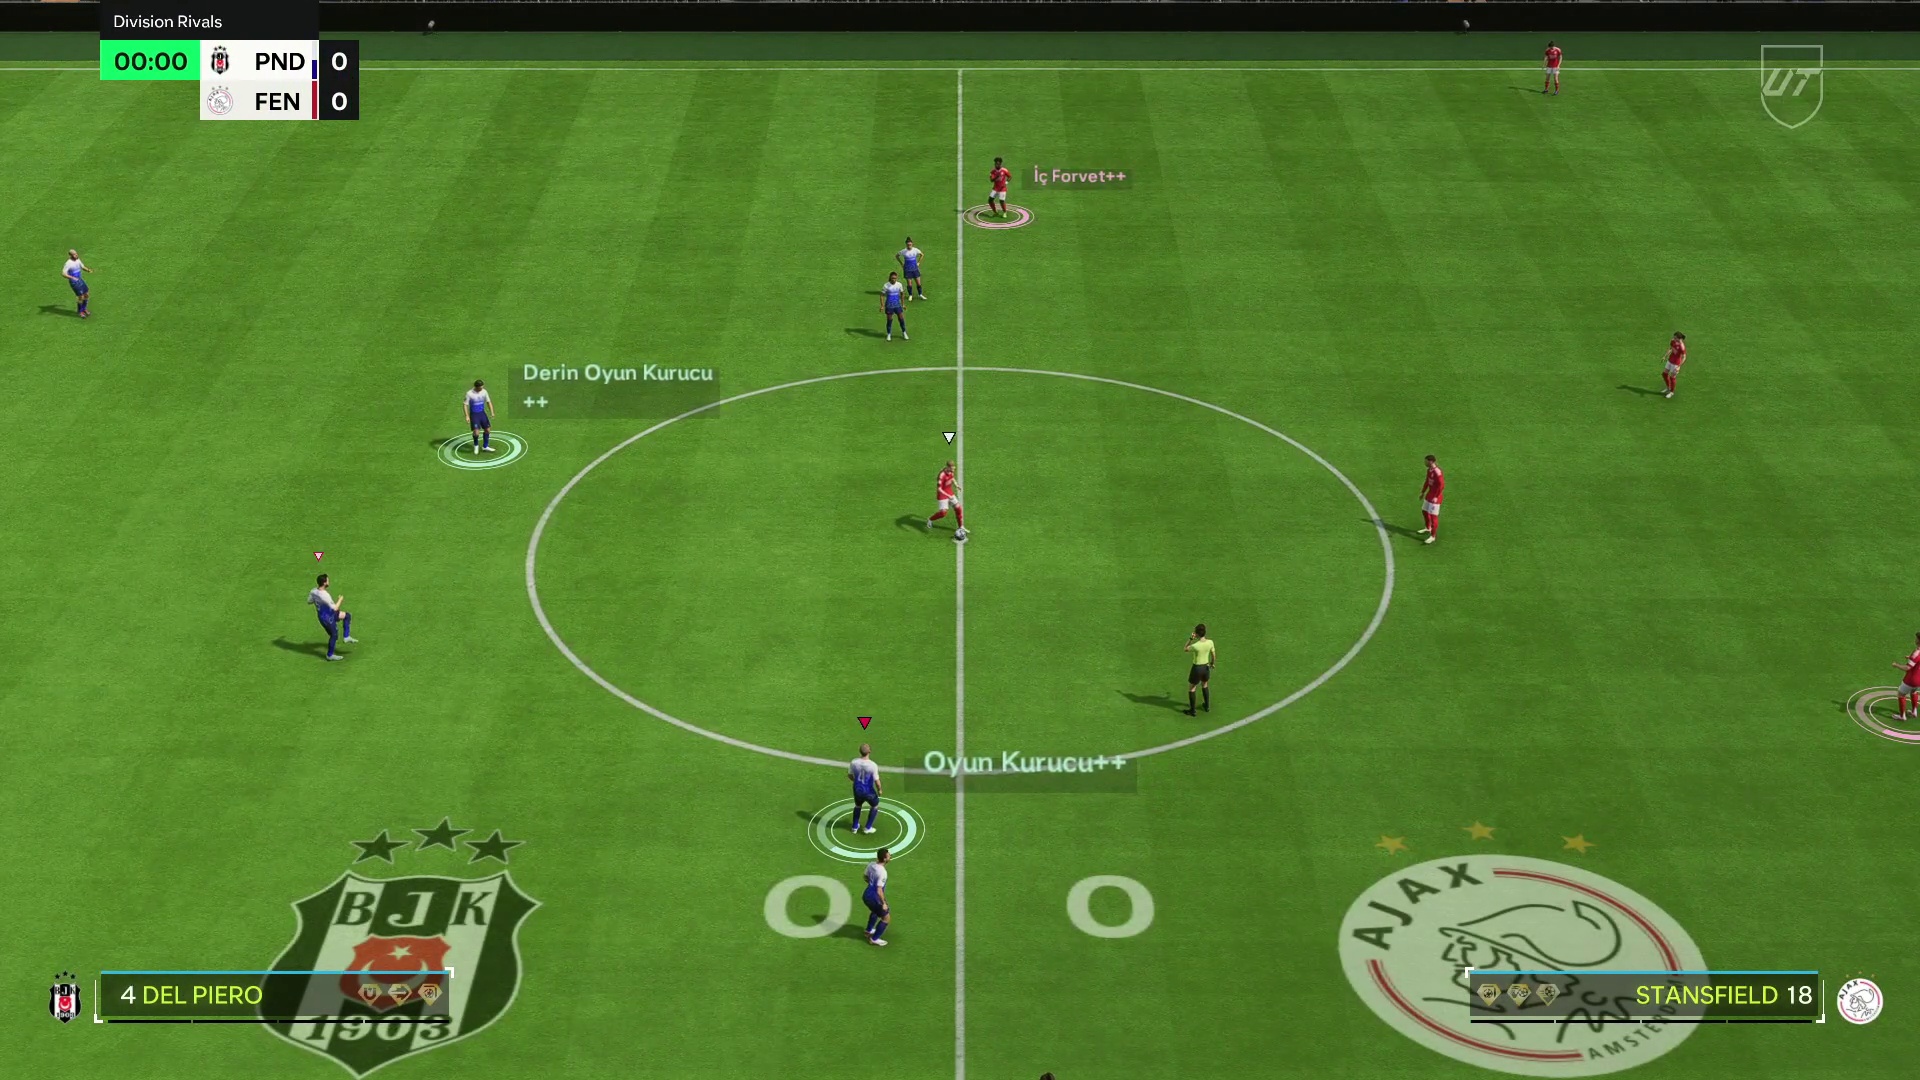 Division Rivals
00:00 PND 0
FEN 0
UT
İç Forvet++
Derin Oyun Kurucu
++
Oyun Kurucu++
0 0
BJK
1903
AJAX
AMSTERDAM
4 DEL PIERO
STANSFIELD 18